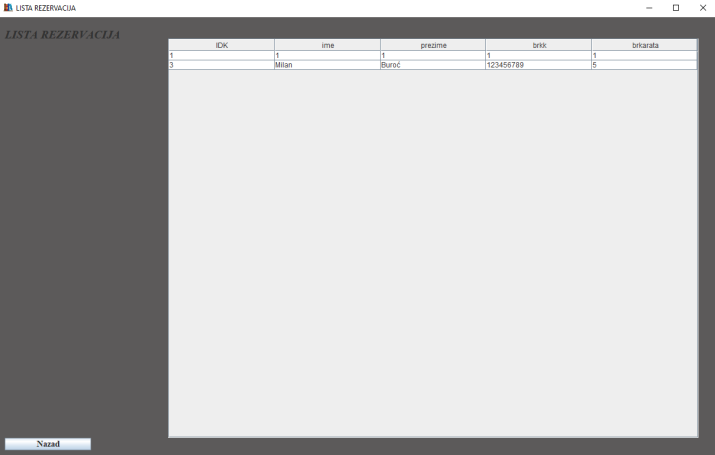 LISTA REZERVACIJA
LISTA REZERVACIJA
IDK ime prezime brkk brkarata
1 1 1 1 1
3 Milan Buroć 123456789 5
Nazad